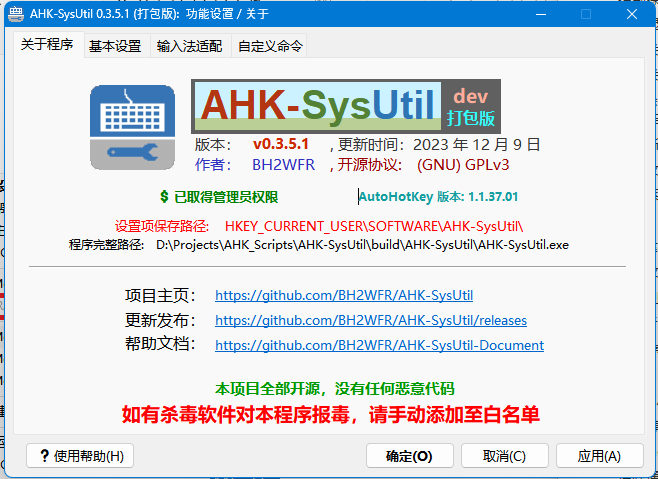 AHK-SysUtil 0.3.5.1 (打包版): 功能设置 / 关于
关于程序 基本设置 输入法适配 自定义命令
AHK-SysUtil dev 打包版
版本： v0.3.5.1 , 更新时间：2023 年 12 月 9 日
作者： BH2WFR , 开源协议： (GNU) GPLv3
$ 已取得管理员权限 AutoHotKey 版本: 1.1.37.01
设置项保存路径: HKEY_CURRENT_USER\SOFTWARE\AHK-SysUtil\
程序完整路径: D:\Projects\AHK_Scripts\AHK-SysUtil\build\AHK-SysUtil\AHK-SysUtil.exe
项目主页： https://github.com/BH2WFR/AHK-SysUtil
更新发布： https://github.com/BH2WFR/AHK-SysUtil/releases
帮助文档： https://github.com/BH2WFR/AHK-SysUtil-Document
本项目全部开源，没有任何恶意代码
如有杀毒软件对本程序报毒，请手动添加至白名单
? 使用帮助(H) 确定(O) 取消(C) 应用(A)